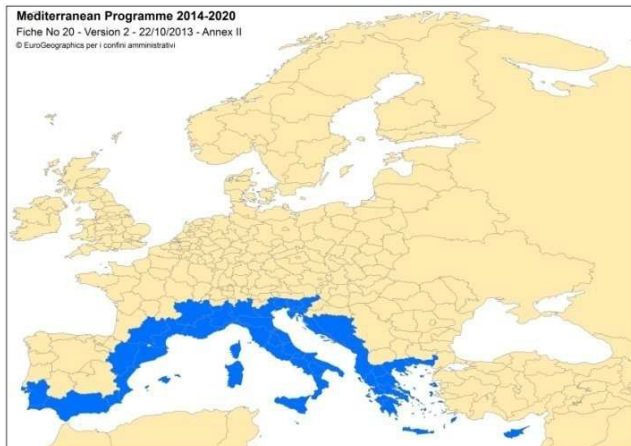 Mediterranean Programme 2014-2020
Fiche No 20 - Version 2 - 22/10/2013 - Annex II
© EuroGeographics per i confini amministrativi